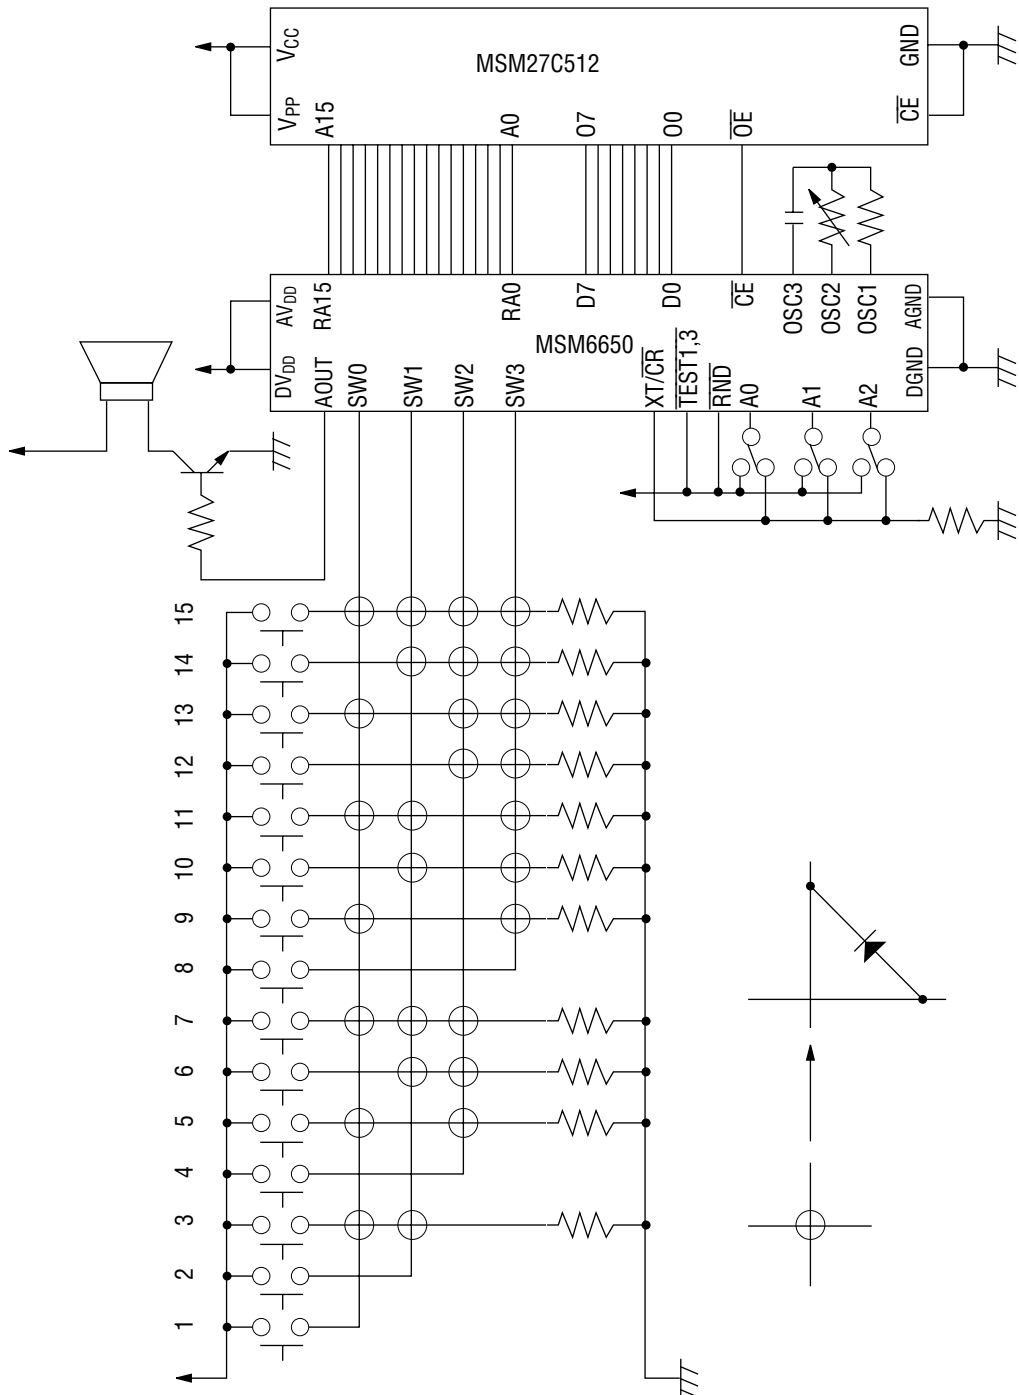 VCC
VPP
A15
MSM27C512
A0
O7
O0
OE
GND
CE
AVDD
DVDD
RA15
AOUT
SW0
SW1
SW2
RA0
SW3
D7
MSM6650
D0
XT/CR
TEST1,3
RND
CE
A0
OSC3
OSC2
OSC1
A1
A2
AGND
DGND
15
14
13
12
11
10
9
8
7
6
5
4
3
2
1